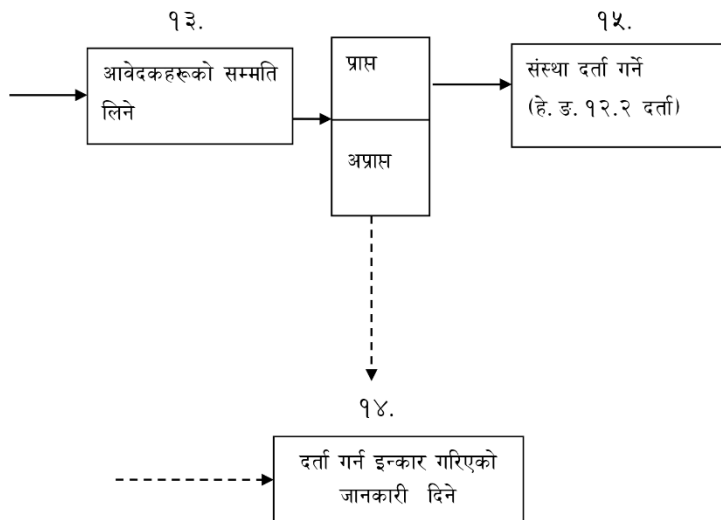 १३.
आवेदकहरूको सम्मति
लिने
प्राप्त
अप्राप्त
१५.
संस्था दर्ता गर्ने
(हे. ङ. १२.२ दर्ता)
१४.
दर्ता गर्न इन्कार गरिएको
जानकारी दिने